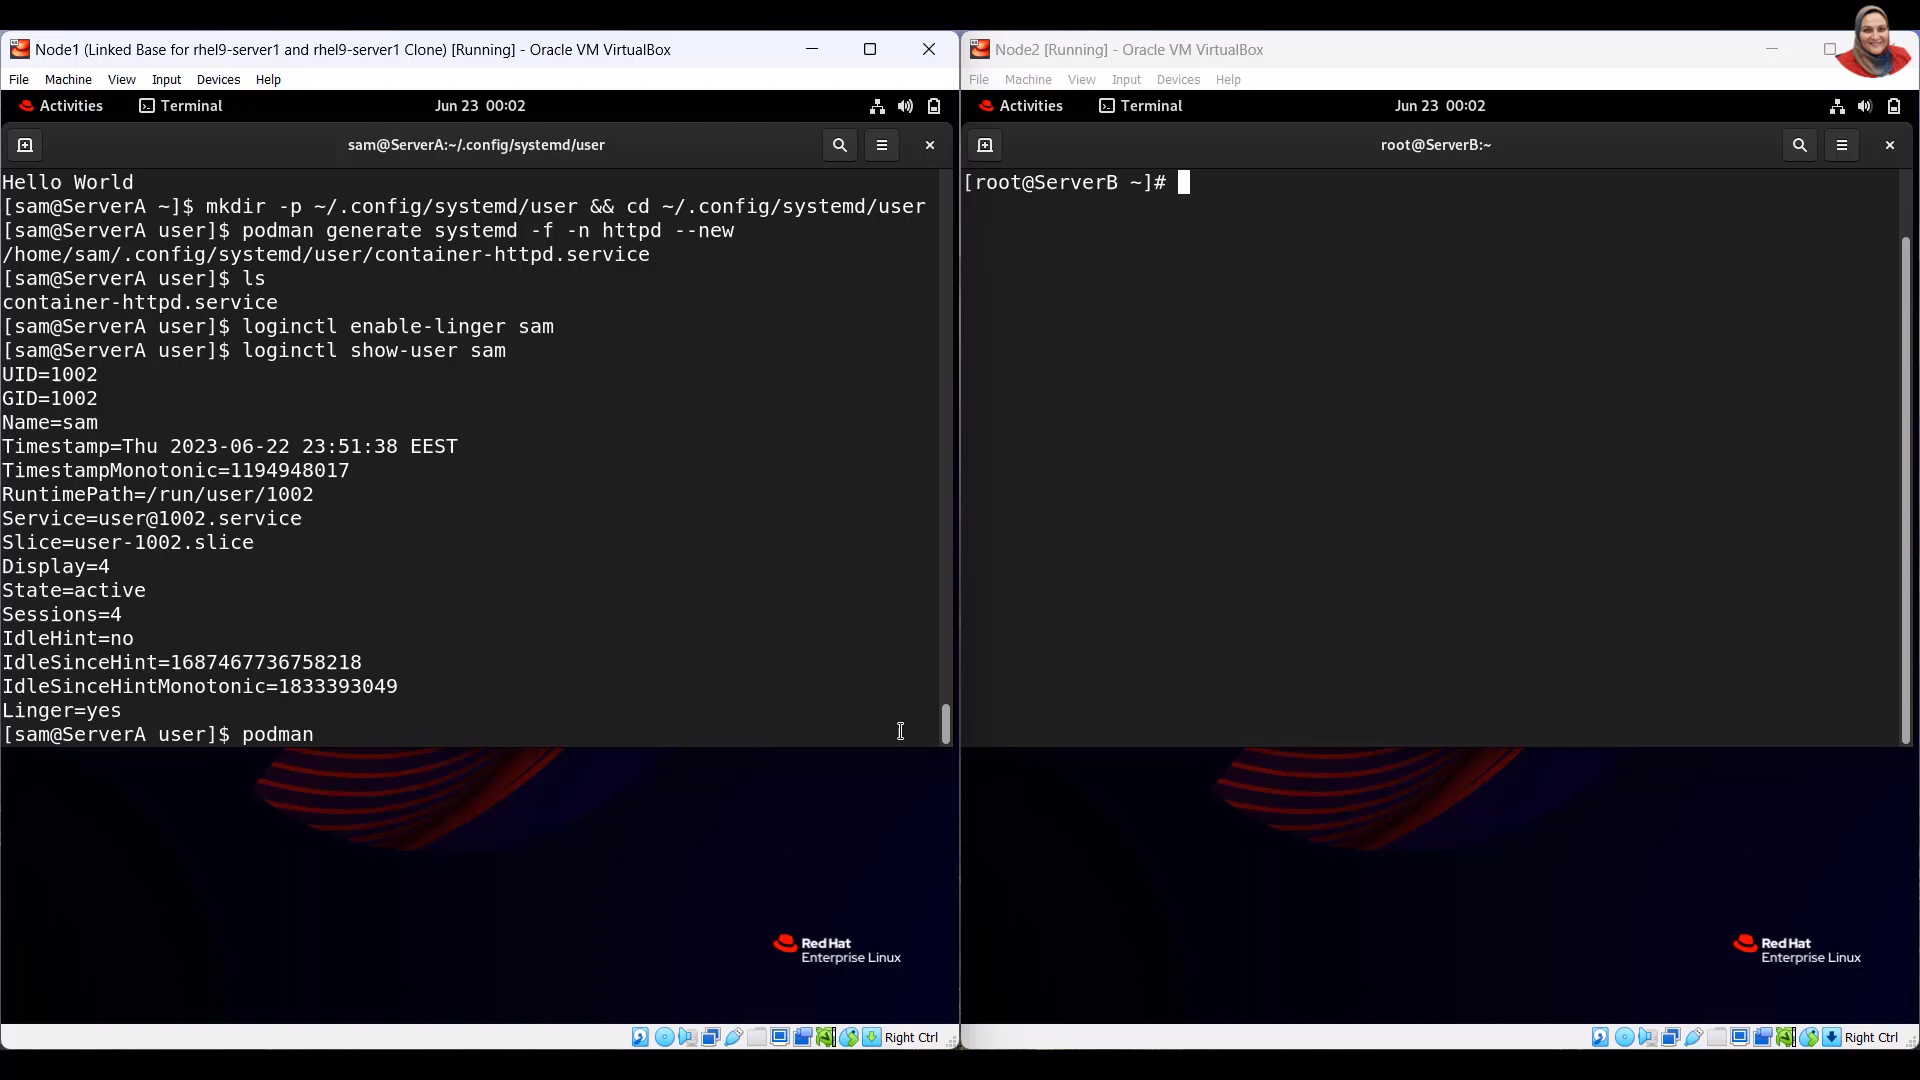 Node1 (Linked Base for rhel9-server1 and rhel9-server1 Clone) [Running] - Oracle VM VirtualBox
File Machine View Input Devices Help
Activities Terminal Jun 23 00:02
sam@ServerA:~/.config/systemd/user
Hello World
[sam@ServerA ~]$ mkdir -p ~/.config/systemd/user && cd ~/.config/systemd/user
[sam@ServerA user]$ podman generate systemd -f -n httpd --new
/home/sam/.config/systemd/user/container-httpd.service
[sam@ServerA user]$ ls
container-httpd.service
[sam@ServerA user]$ loginctl enable-linger sam
[sam@ServerA user]$ loginctl show-user sam
UID=1002
GID=1002
Name=sam
Timestamp=Thu 2023-06-22 23:51:38 EEST
TimestampMonotonic=1194948017
RuntimePath=/run/user/1002
Service=user@1002.service
Slice=user-1002.slice
Display=4
State=active
Sessions=4
IdleHint=no
IdleSinceHint=1687467736758218
IdleSinceHintMonotonic=1833393049
Linger=yes
[sam@ServerA user]$ podman
Red Hat
Enterprise Linux
Right Ctrl
Node2 [Running] - Oracle VM VirtualBox
File Machine View Input Devices Help
Activities Terminal Jun 23 00:02
root@ServerB:~
[root@ServerB ~]#
Red Hat
Enterprise Linux
Right Ctrl